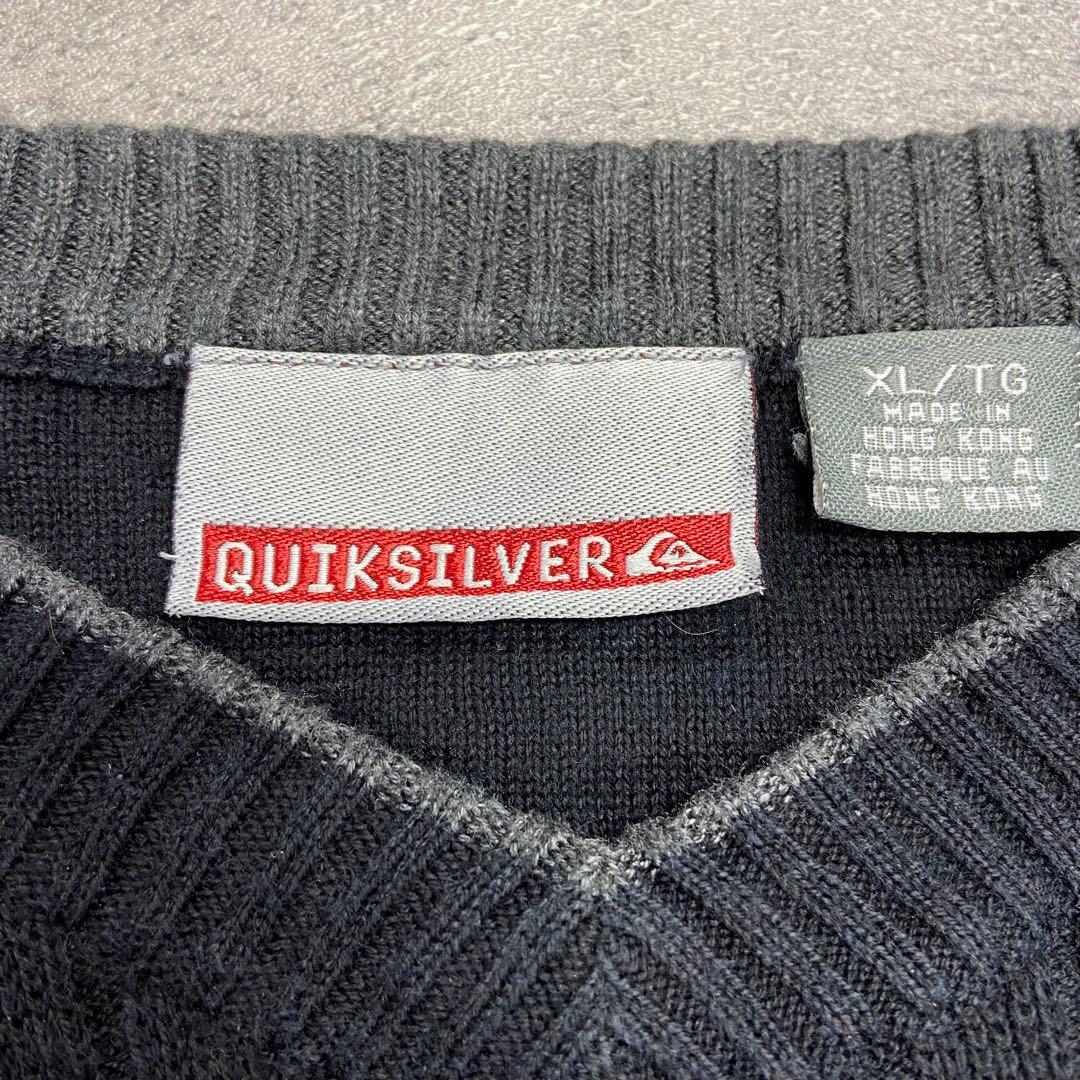 QUIKSILVER
XL/TG
MADE IN
HONG KONG
FABRIQUE AU
HONG KONG